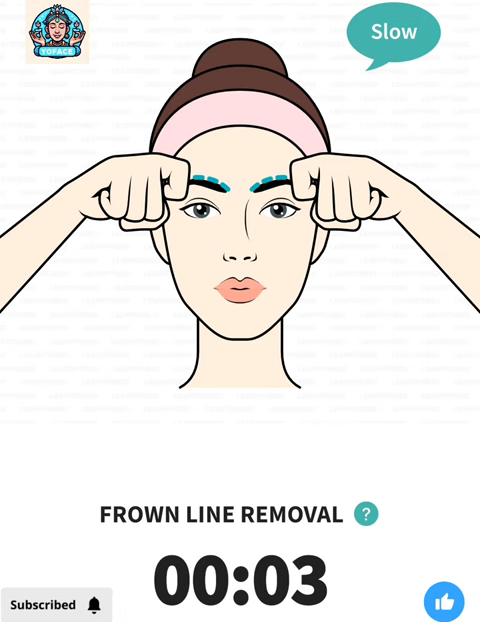 YOFACE
Slow
FROWN LINE REMOVAL ?
00:03
Subscribed